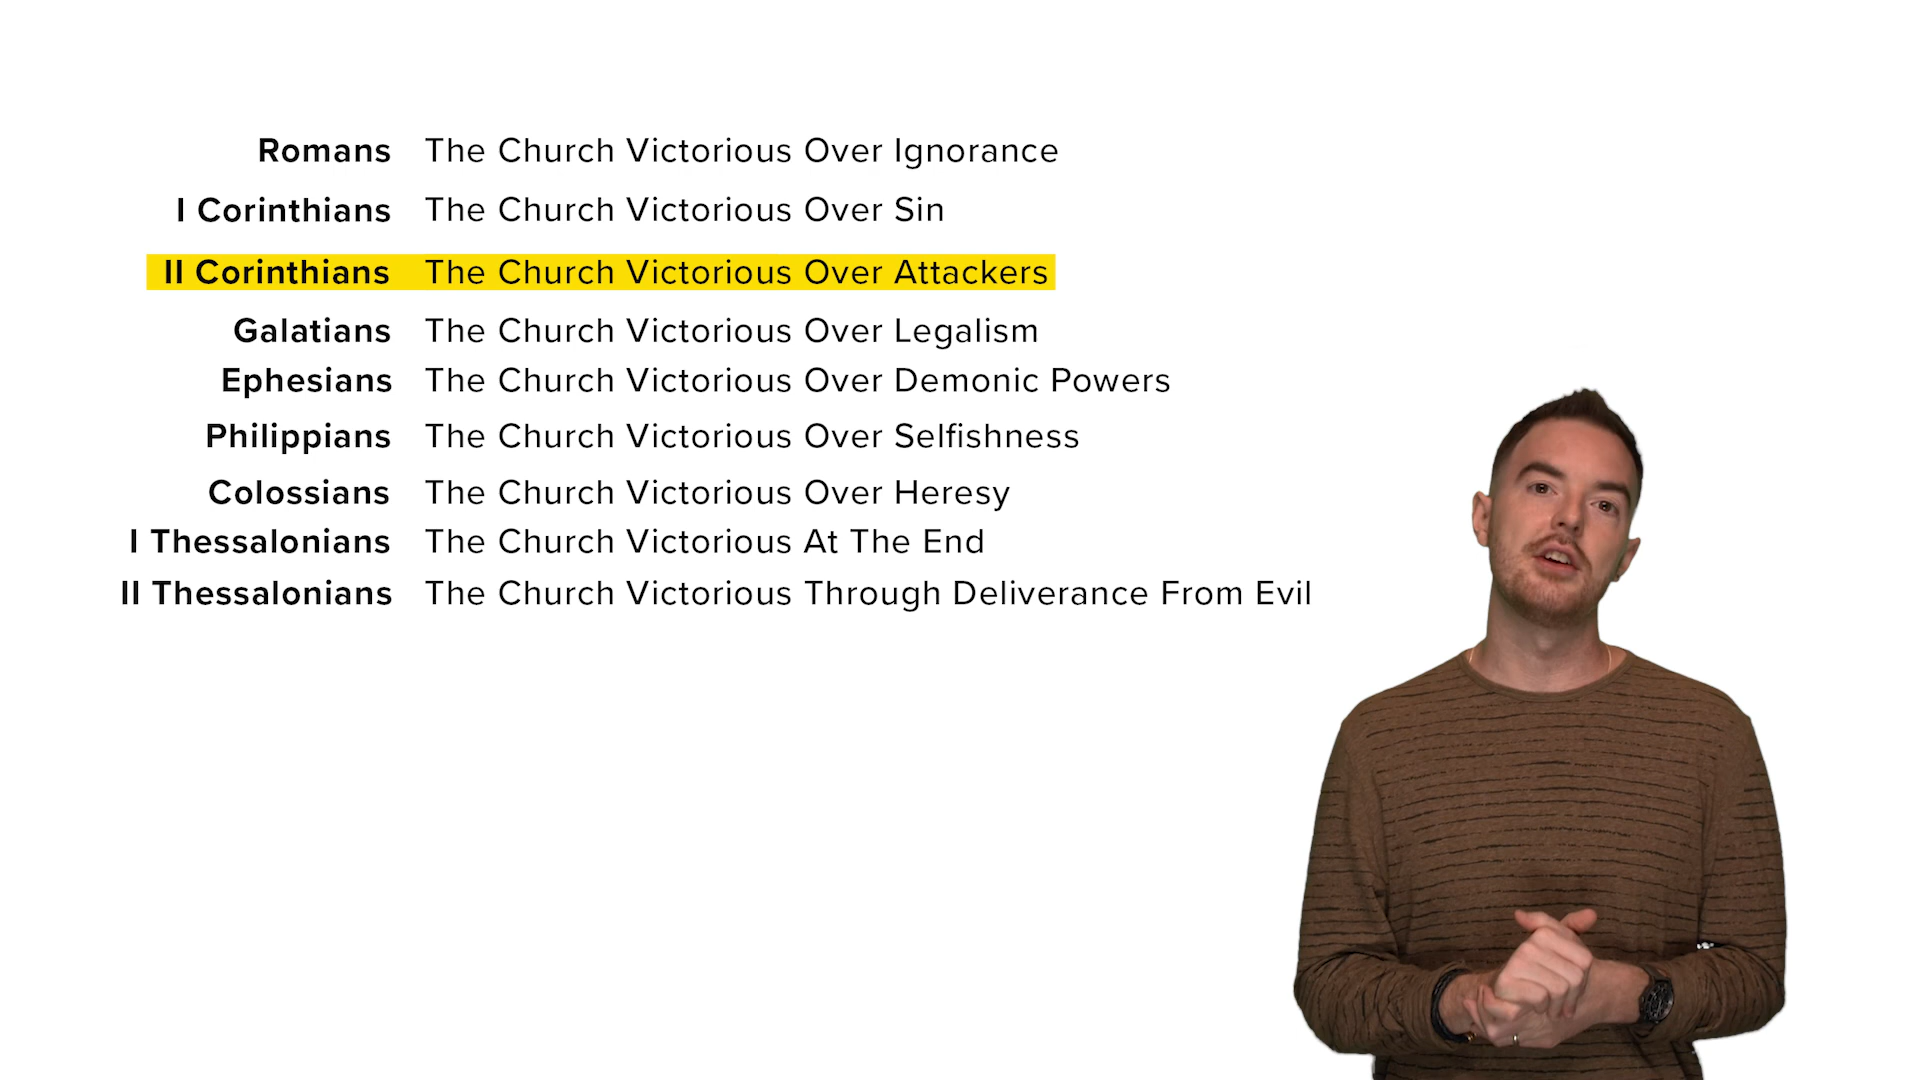 Romans The Church Victorious Over Ignorance
I Corinthians The Church Victorious Over Sin
II Corinthians The Church Victorious Over Attackers
Galatians The Church Victorious Over Legalism
Ephesians The Church Victorious Over Demonic Powers
Philippians The Church Victorious Over Selfishness
Colossians The Church Victorious Over Heresy
I Thessalonians The Church Victorious At The End
II Thessalonians The Church Victorious Through Deliverance From Evil